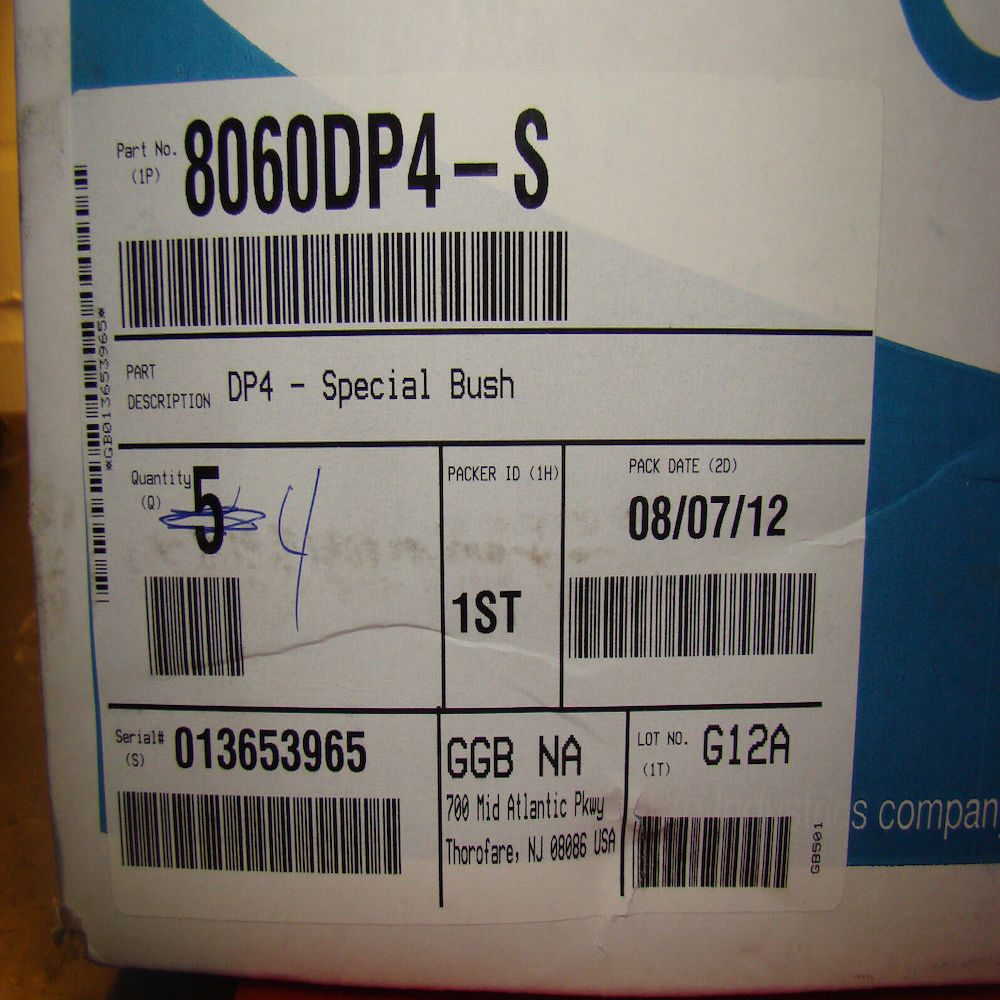 Part No.
(1P)
8060DP4-S
*GB013653965*
PART
DESCRIPTION
DP4 - Special Bush
Quantity
(Q)
5
4
PACKER ID (1H)
1ST
PACK DATE (2D)
08/07/12
Serial#
(S)
013653965
GGB NA
700 Mid Atlantic Pkwy
Thorofare, NJ 08086 USA
LOT NO.
(1T)
G12A
GB501
s compan